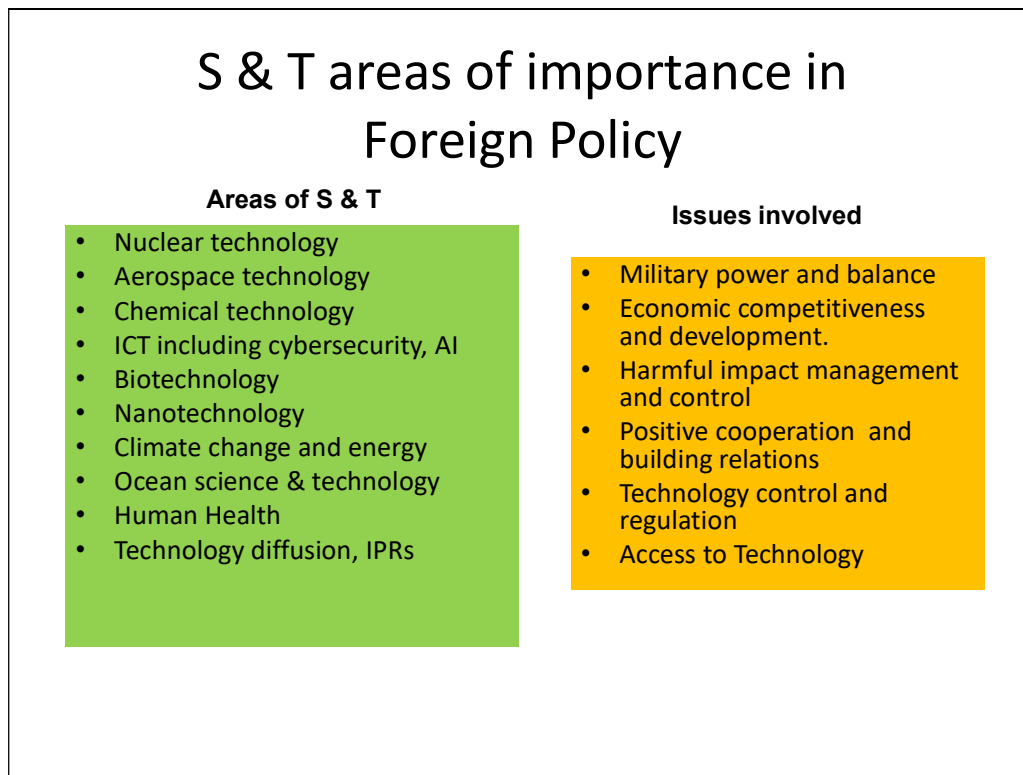 S & T areas of importance in
Foreign Policy
Areas of S & T
• Nuclear technology
• Aerospace technology
• Chemical technology
• ICT including cybersecurity, AI
• Biotechnology
• Nanotechnology
• Climate change and energy
• Ocean science & technology
• Human Health
• Technology diffusion, IPRs
Issues involved
• Military power and balance
• Economic competitiveness
and development.
• Harmful impact management
and control
• Positive cooperation  and
building relations
• Technology control and
regulation
• Access to Technology